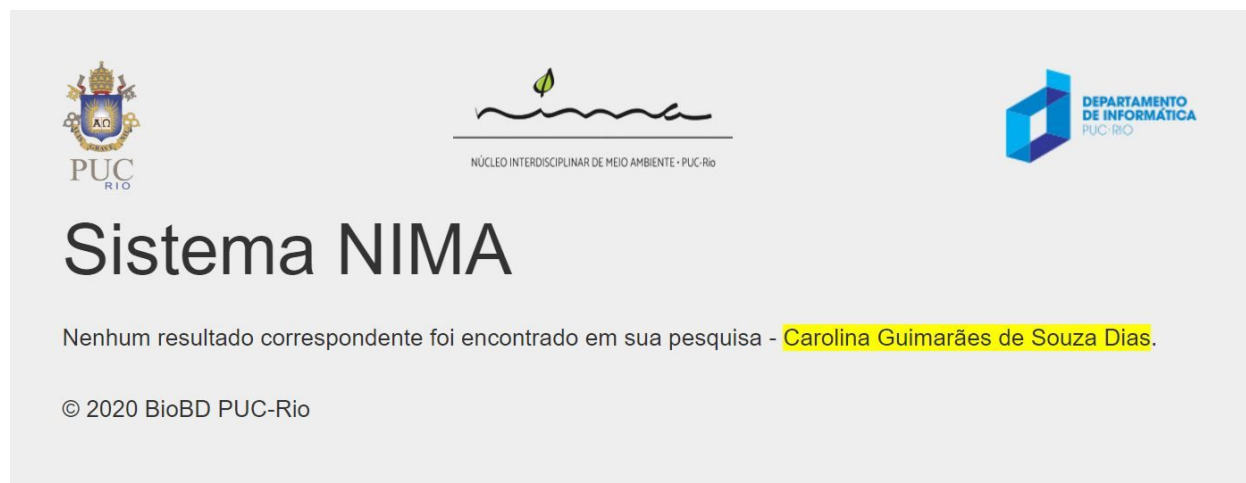 PUC
RIO
nima
NÚCLEO INTERDISCIPLINAR DE MEIO AMBIENTE • PUC-Rio
DEPARTAMENTO
DE INFORMÁTICA
PUC-RIO
Sistema NIMA
Nenhum resultado correspondente foi encontrado em sua pesquisa - Carolina Guimarães de Souza Dias.
© 2020 BioBD PUC-Rio